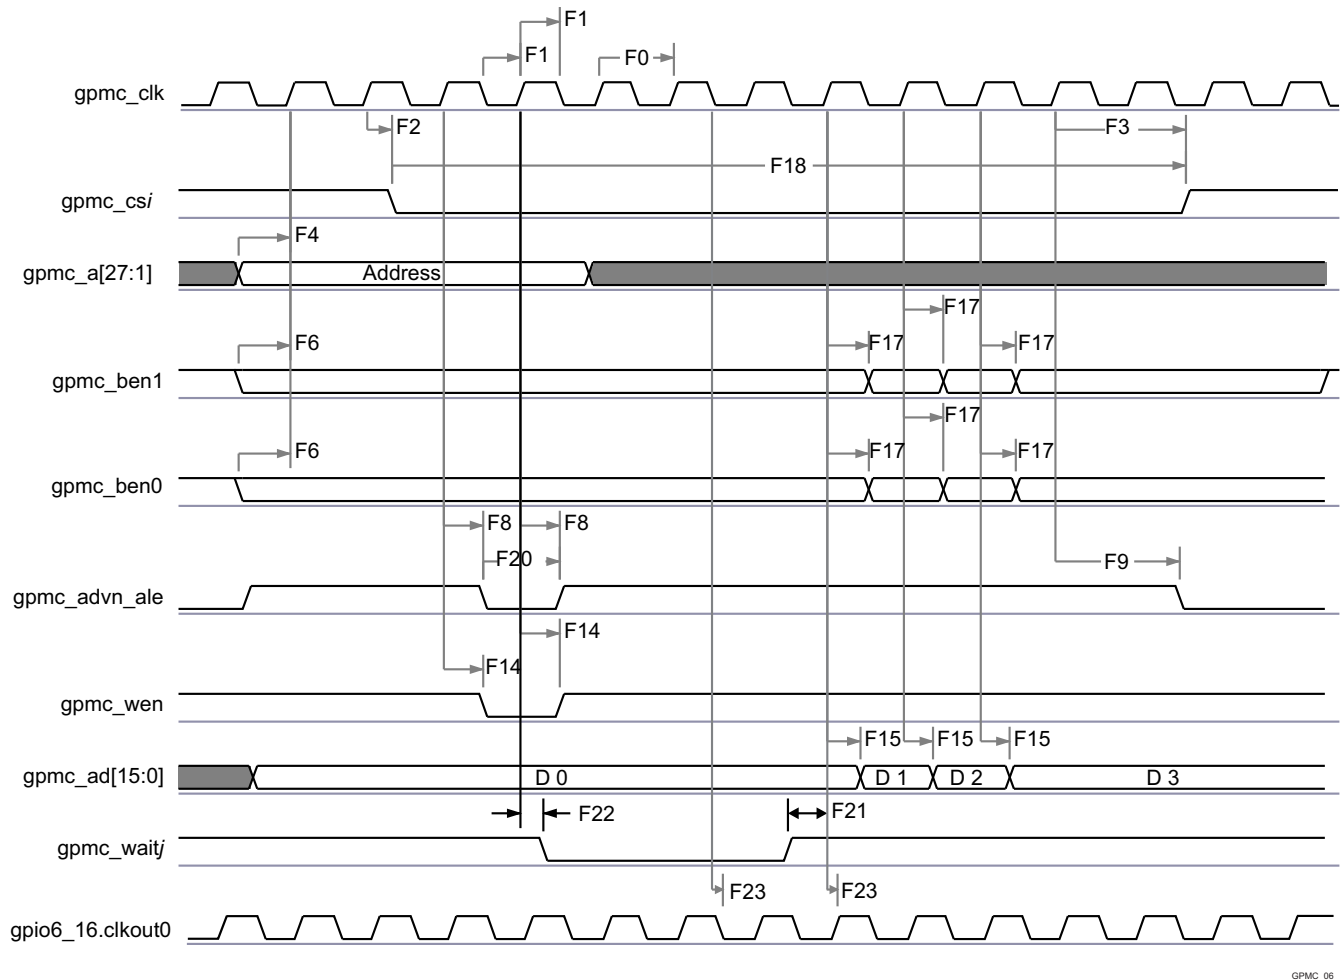 F1
F1
F0
gpmc_clk
F2
F3
F18
gpmc_csi
F4
gpmc_a[27:1]
Address
F17
F6
F17
F17
gpmc_ben1
F17
F6
F17
F17
gpmc_ben0
F8
F8
F20
F9
gpmc_advn_ale
F14
F14
gpmc_wen
F15
F15
F15
gpmc_ad[15:0]
D 0
D 1
D 2
D 3
F22
F21
gpmc_waitj
F23
F23
gpio6_16.clkout0
GPMC_06